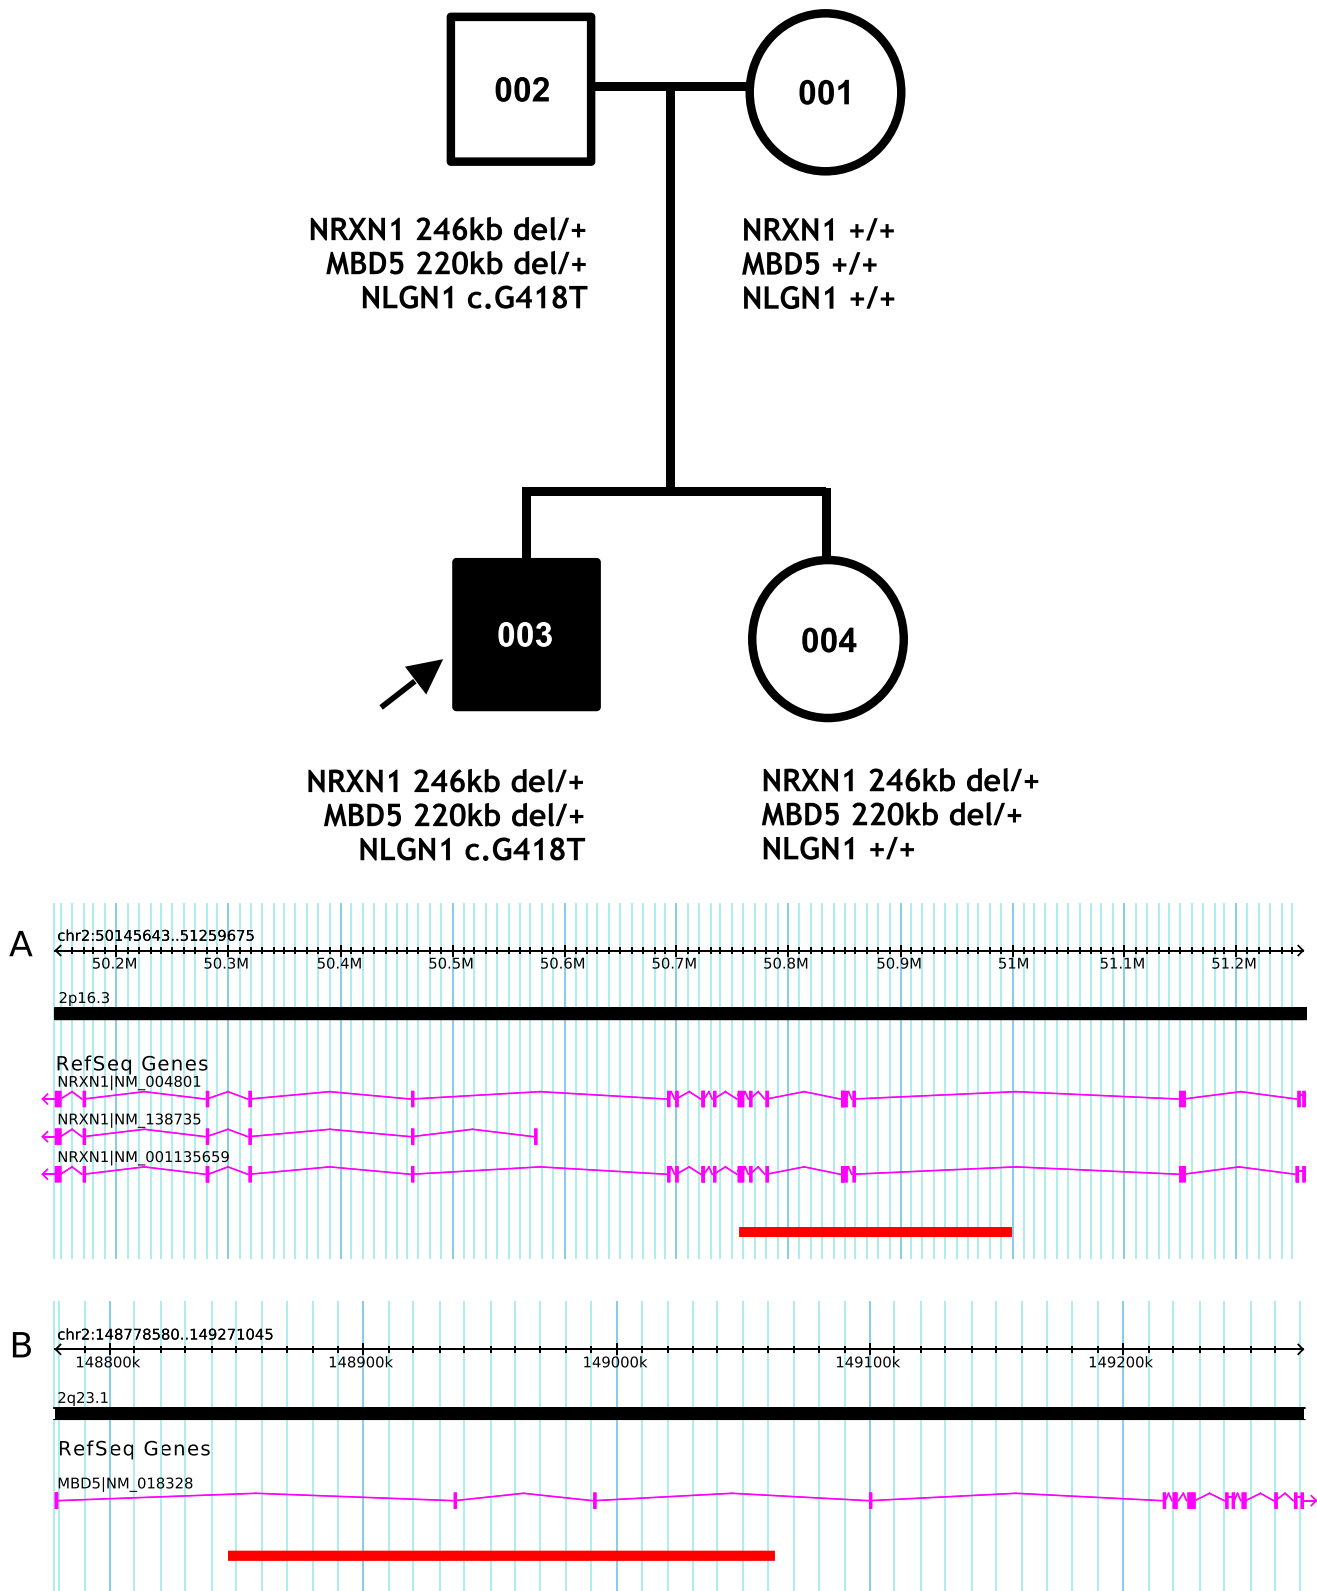 002
001
NRXN1 246kb del/+
MBD5 220kb del/+
NLGN1 c.G418T
NRXN1 +/+
MBD5 +/+
NLGN1 +/+
003
004
NRXN1 246kb del/+
MBD5 220kb del/+
NLGN1 c.G418T
NRXN1 246kb del/+
MBD5 220kb del/+
NLGN1 +/+
A
chr2:50145643..51259675
50.2M 50.3M 50.4M 50.5M 50.6M 50.7M 50.8M 50.9M 51M 51.1M 51.2M
2p16.3
RefSeq Genes
NRXN1|NM_004801
NRXN1|NM_138735
NRXN1|NM_001135659
B
chr2:148778580..149271045
148800k 148900k 149000k 149100k 149200k
2q23.1
RefSeq Genes
MBD5|NM_018328